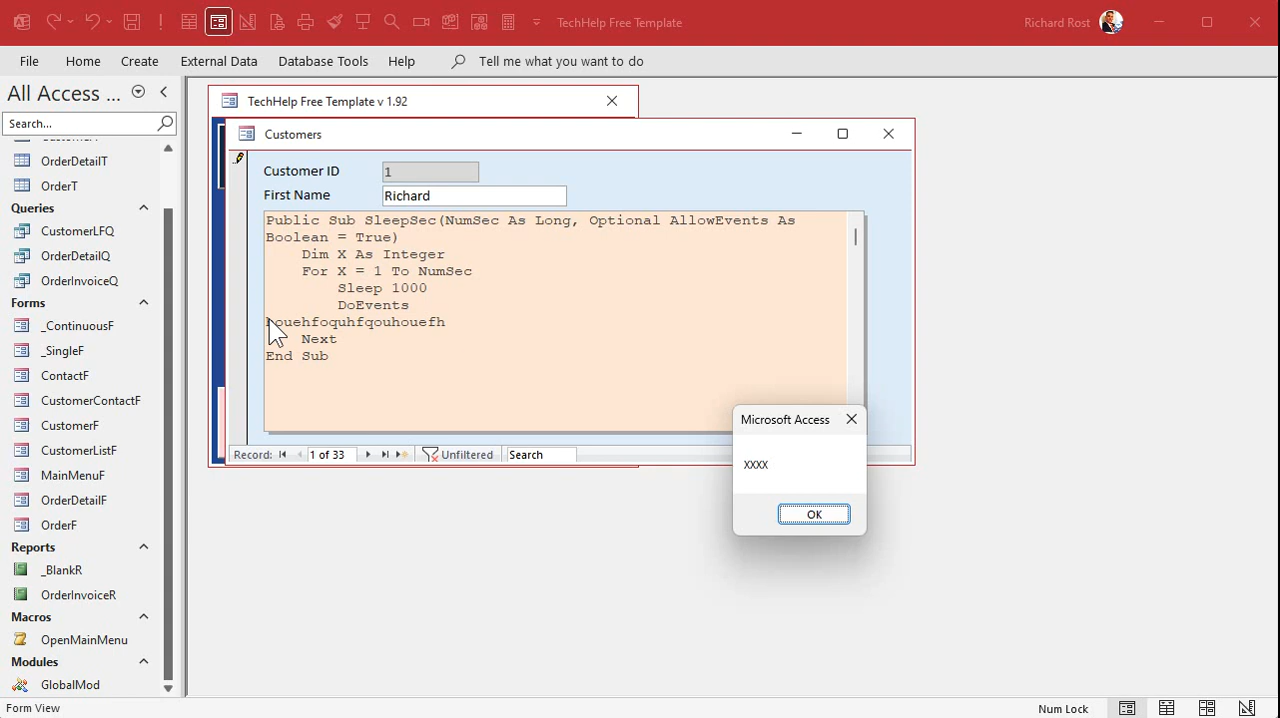 TechHelp Free Template
Richard Rost
File Home Create External Data Database Tools Help Tell me what you want to do
All Access ...
Search...
OrderDetailT
OrderT
Queries
CustomerLFQ
OrderDetailQ
OrderInvoiceQ
Forms
_ContinuousF
_SingleF
ContactF
CustomerContactF
CustomerF
CustomerListF
MainMenuF
OrderDetailF
OrderF
Reports
_BlankR
OrderInvoiceR
Macros
OpenMainMenu
Modules
GlobalMod
TechHelp Free Template v 1.92
Customers
Customer ID 1
First Name Richard
Public Sub SleepSec(NumSec As Long, Optional AllowEvents As
Boolean = True)
Dim X As Integer
For X = 1 To NumSec
Sleep 1000
DoEvents
Next
End Sub
Record: 1 of 33 Unfiltered Search
Microsoft Access
XXXX
OK
Form View
Num Lock